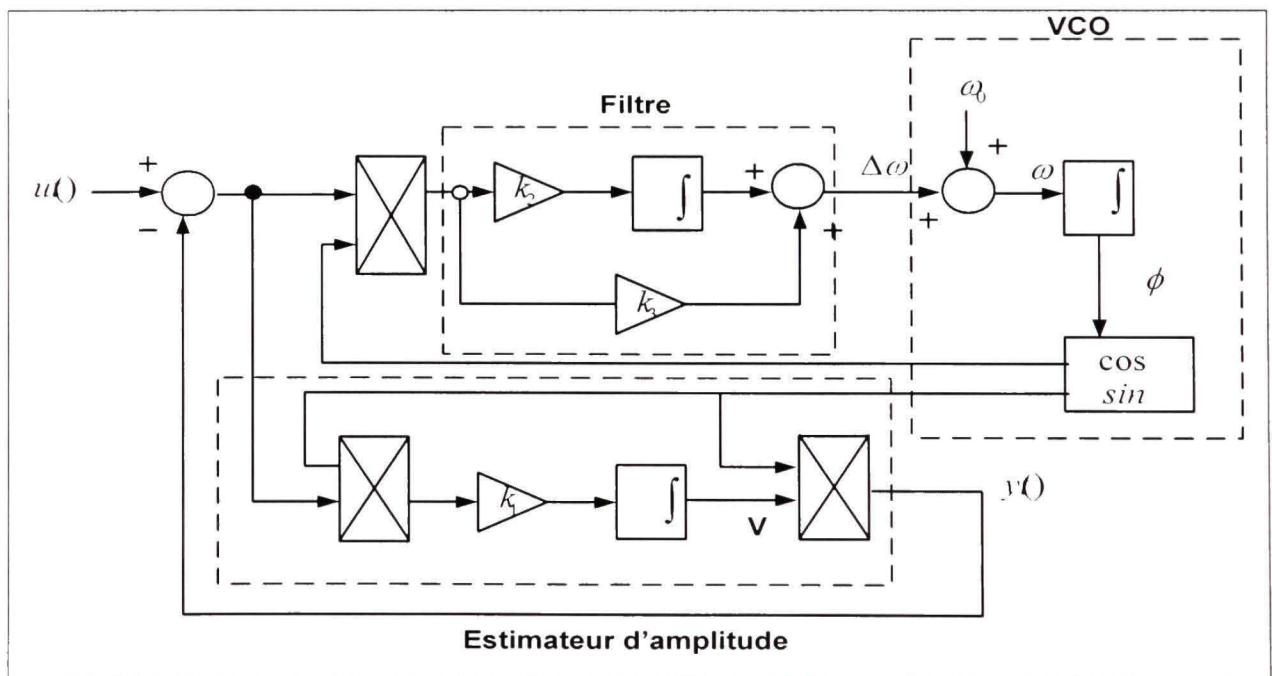 VCO
Filtre
ω₀
+
+
k₂
∫
+
Δω
+
ω
∫
u()
−
+
+
k₃
ϕ
cos
sin
k₁
∫
V
y()
Estimateur d'amplitude